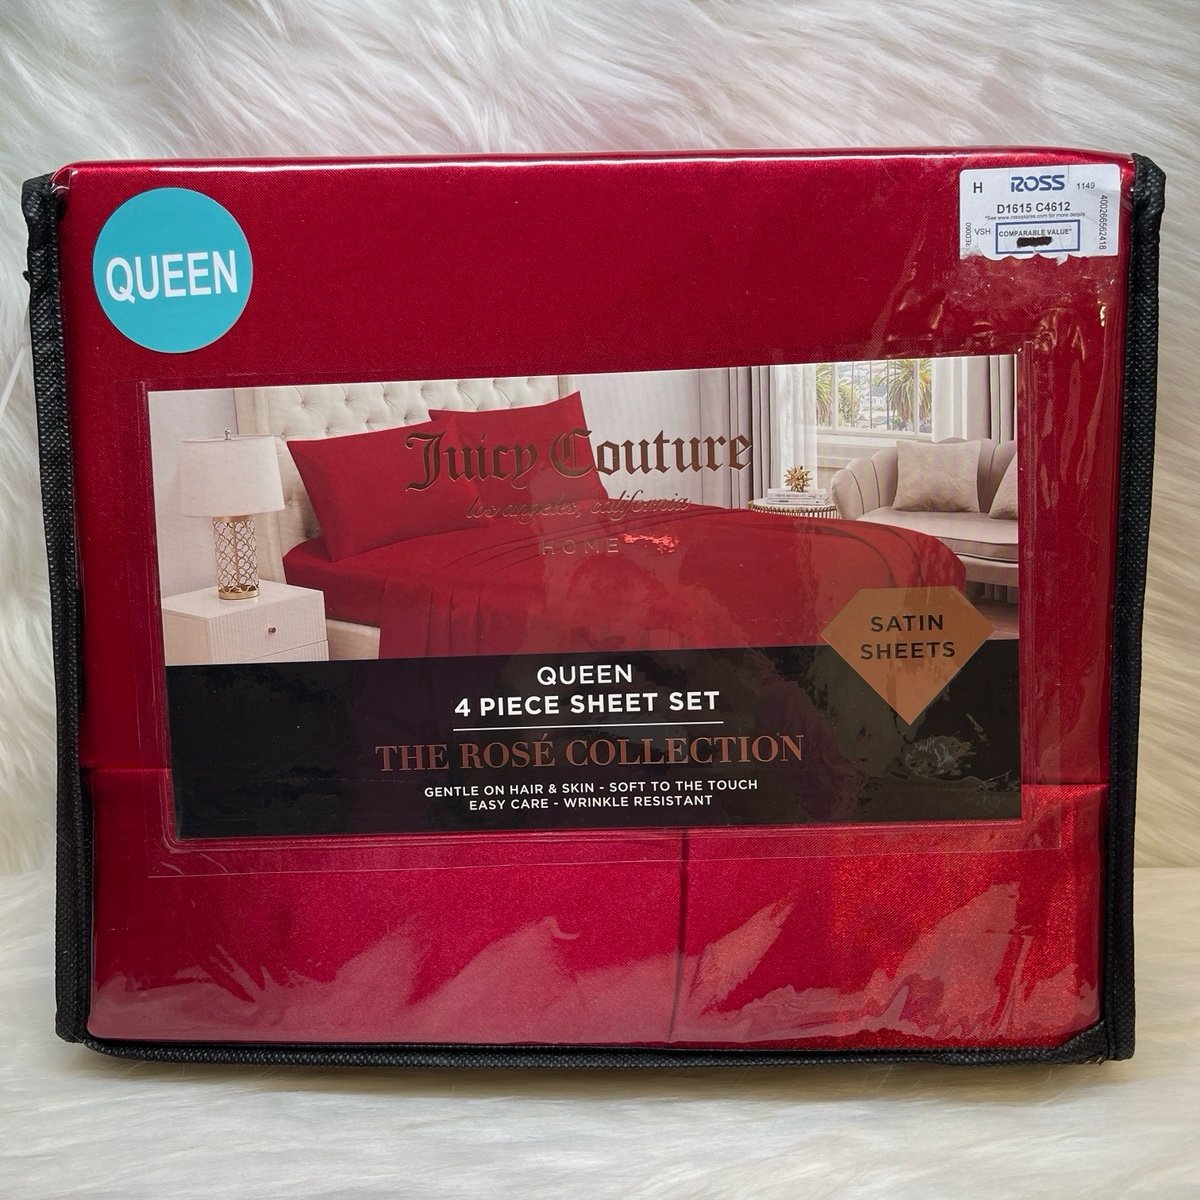 QUEEN
H ROSS 1149
D1615 C4612
*See www.rossstores.com for more details
VSH COMPARABLE VALUE*
RED060
400266562418
Juicy Couture
los angeles, california
HOME
SATIN
SHEETS
QUEEN
4 PIECE SHEET SET
THE ROSÉ COLLECTION
GENTLE ON HAIR & SKIN - SOFT TO THE TOUCH
EASY CARE - WRINKLE RESISTANT